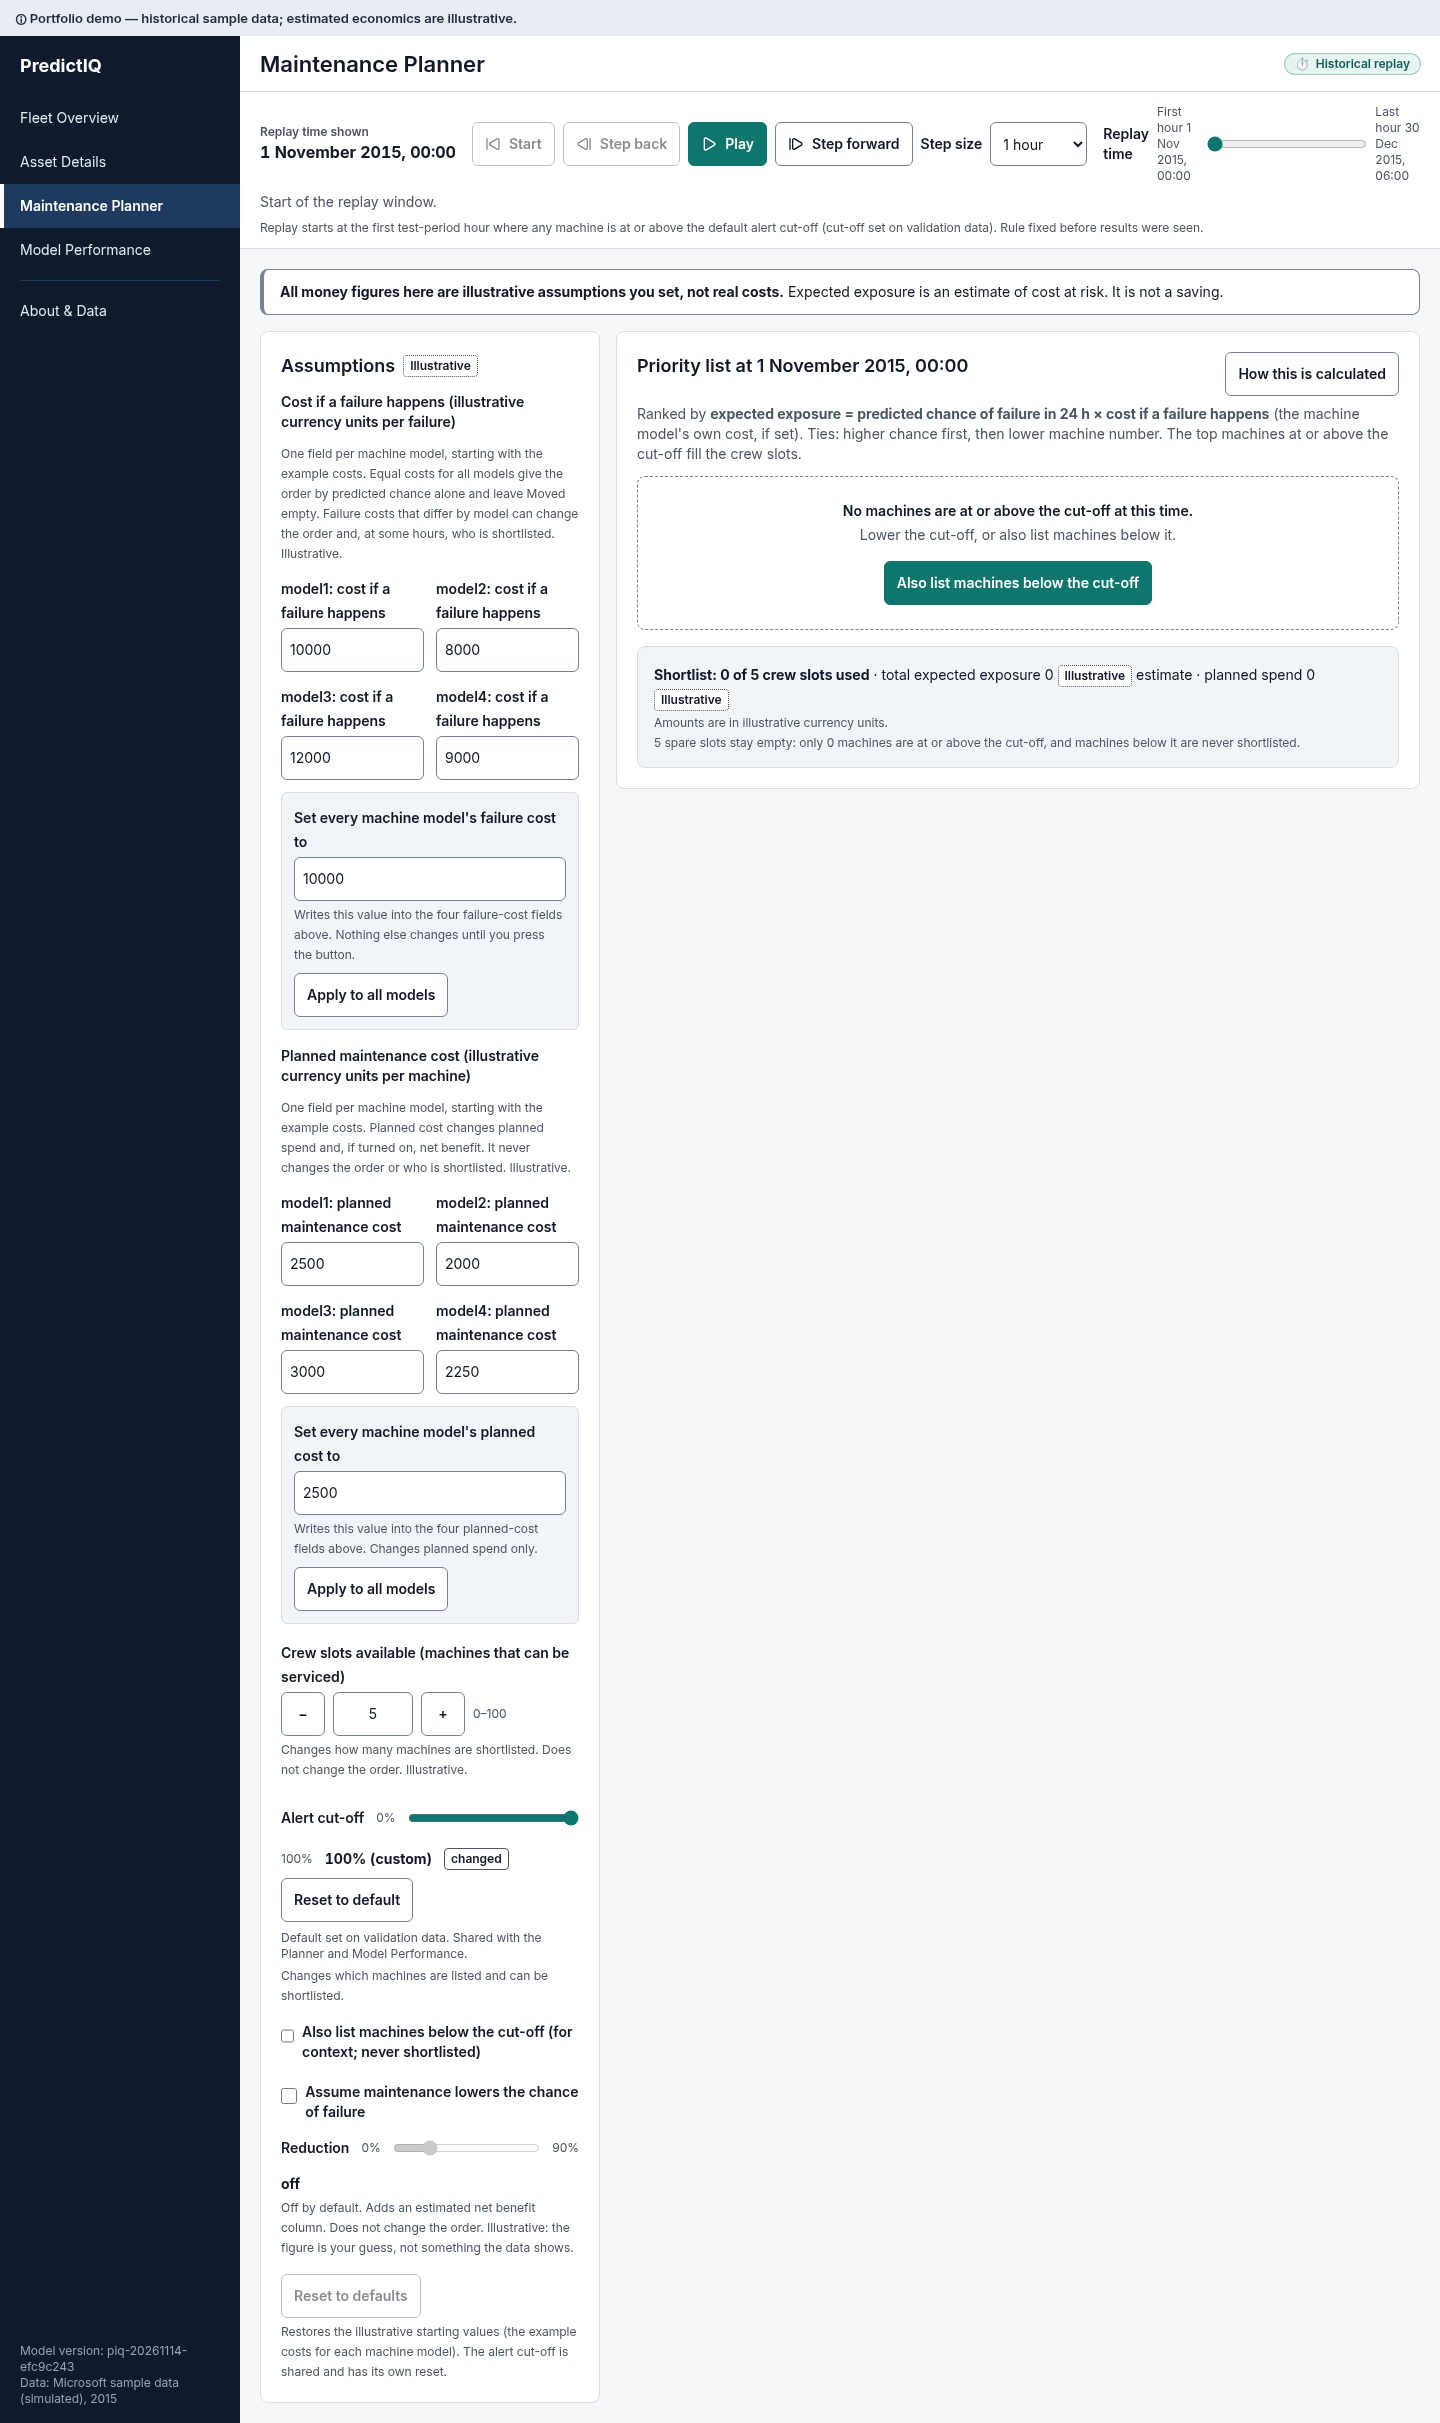 Portfolio demo — historical sample data; estimated economics are illustrative.
PredictIQ
Fleet Overview
Asset Details
Maintenance Planner
Model Performance
About & Data
Model version: piq-20261114-
efc9c243
Data: Microsoft sample data
(simulated), 2015
Maintenance Planner
Historical replay
Replay time shown
1 November 2015, 00:00
Start
Step back
Play
Step forward
Step size
1 hour
Replay
time
First
hour 1
Nov
2015,
00:00
Last
hour 30
Dec
2015,
06:00
Start of the replay window.
Replay starts at the first test-period hour where any machine is at or above the default alert cut-off (cut-off set on validation data). Rule fixed before results were seen.
All money figures here are illustrative assumptions you set, not real costs. Expected exposure is an estimate of cost at risk. It is not a saving.
Assumptions Illustrative
Cost if a failure happens (illustrative
currency units per failure)
One field per machine model, starting with the
example costs. Equal costs for all models give the
order by predicted chance alone and leave Moved
empty. Failure costs that differ by model can change
the order and, at some hours, who is shortlisted.
Illustrative.
model1: cost if a
failure happens
10000
model2: cost if a
failure happens
8000
model3: cost if a
failure happens
12000
model4: cost if a
failure happens
9000
Set every machine model's failure cost
to
10000
Writes this value into the four failure-cost fields
above. Nothing else changes until you press
the button.
Apply to all models
Planned maintenance cost (illustrative
currency units per machine)
One field per machine model, starting with the
example costs. Planned cost changes planned
spend and, if turned on, net benefit. It never
changes the order or who is shortlisted. Illustrative.
model1: planned
maintenance cost
2500
model2: planned
maintenance cost
2000
model3: planned
maintenance cost
3000
model4: planned
maintenance cost
2250
Set every machine model's planned
cost to
2500
Writes this value into the four planned-cost
fields above. Changes planned spend only.
Apply to all models
Crew slots available (machines that can be
serviced)
– 5 + 0–100
Changes how many machines are shortlisted. Does
not change the order. Illustrative.
Alert cut-off 0%
100% 100% (custom) changed
Reset to default
Default set on validation data. Shared with the
Planner and Model Performance.
Changes which machines are listed and can be
shortlisted.
Also list machines below the cut-off (for
context; never shortlisted)
Assume maintenance lowers the chance
of failure
Reduction 0% 90%
off
Off by default. Adds an estimated net benefit
column. Does not change the order. Illustrative: the
figure is your guess, not something the data shows.
Reset to defaults
Restores the illustrative starting values (the example
costs for each machine model). The alert cut-off is
shared and has its own reset.
Priority list at 1 November 2015, 00:00
How this is calculated
Ranked by expected exposure = predicted chance of failure in 24 h × cost if a failure happens (the machine
model's own cost, if set). Ties: higher chance first, then lower machine number. The top machines at or above the
cut-off fill the crew slots.
No machines are at or above the cut-off at this time.
Lower the cut-off, or also list machines below it.
Also list machines below the cut-off
Shortlist: 0 of 5 crew slots used · total expected exposure 0 Illustrative estimate · planned spend 0
Illustrative
Amounts are in illustrative currency units.
5 spare slots stay empty: only 0 machines are at or above the cut-off, and machines below it are never shortlisted.